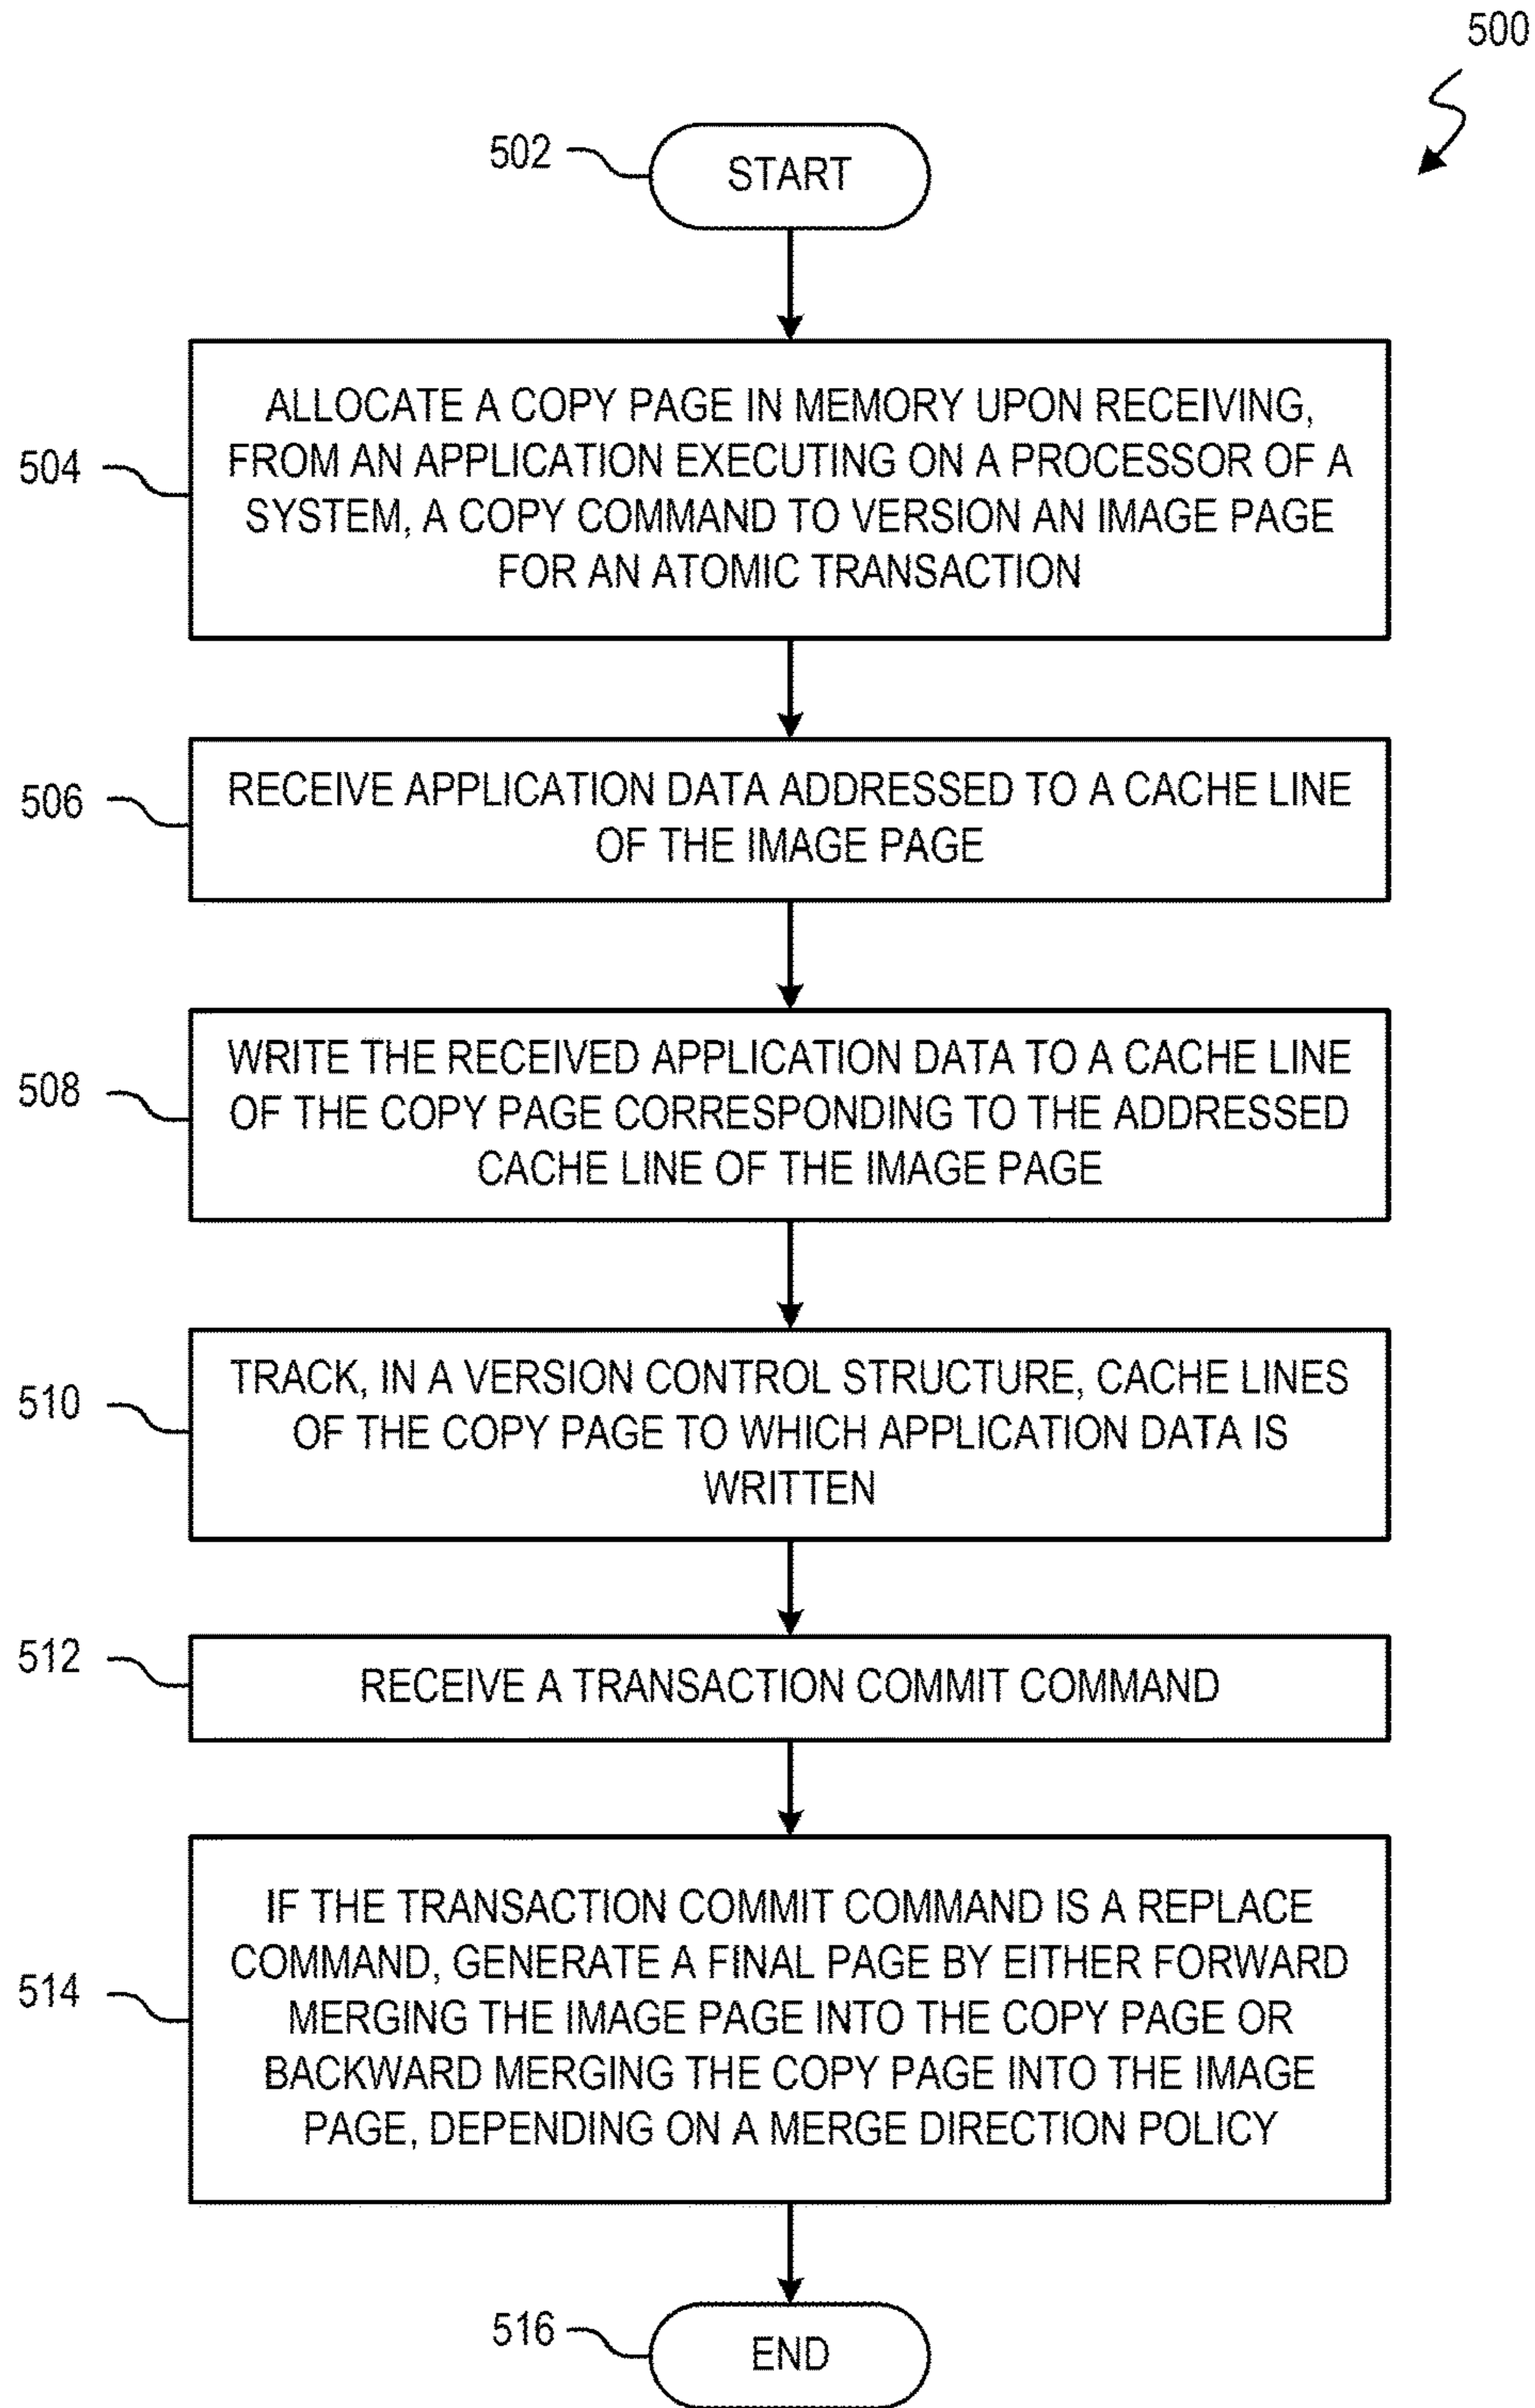 500
502
START
504
ALLOCATE A COPY PAGE IN MEMORY UPON RECEIVING,
FROM AN APPLICATION EXECUTING ON A PROCESSOR OF A
SYSTEM, A COPY COMMAND TO VERSION AN IMAGE PAGE
FOR AN ATOMIC TRANSACTION
506
RECEIVE APPLICATION DATA ADDRESSED TO A CACHE LINE
OF THE IMAGE PAGE
508
WRITE THE RECEIVED APPLICATION DATA TO A CACHE LINE
OF THE COPY PAGE CORRESPONDING TO THE ADDRESSED
CACHE LINE OF THE IMAGE PAGE
510
TRACK, IN A VERSION CONTROL STRUCTURE, CACHE LINES
OF THE COPY PAGE TO WHICH APPLICATION DATA IS
WRITTEN
512
RECEIVE A TRANSACTION COMMIT COMMAND
514
IF THE TRANSACTION COMMIT COMMAND IS A REPLACE
COMMAND, GENERATE A FINAL PAGE BY EITHER FORWARD
MERGING THE IMAGE PAGE INTO THE COPY PAGE OR
BACKWARD MERGING THE COPY PAGE INTO THE IMAGE
PAGE, DEPENDING ON A MERGE DIRECTION POLICY
516
END